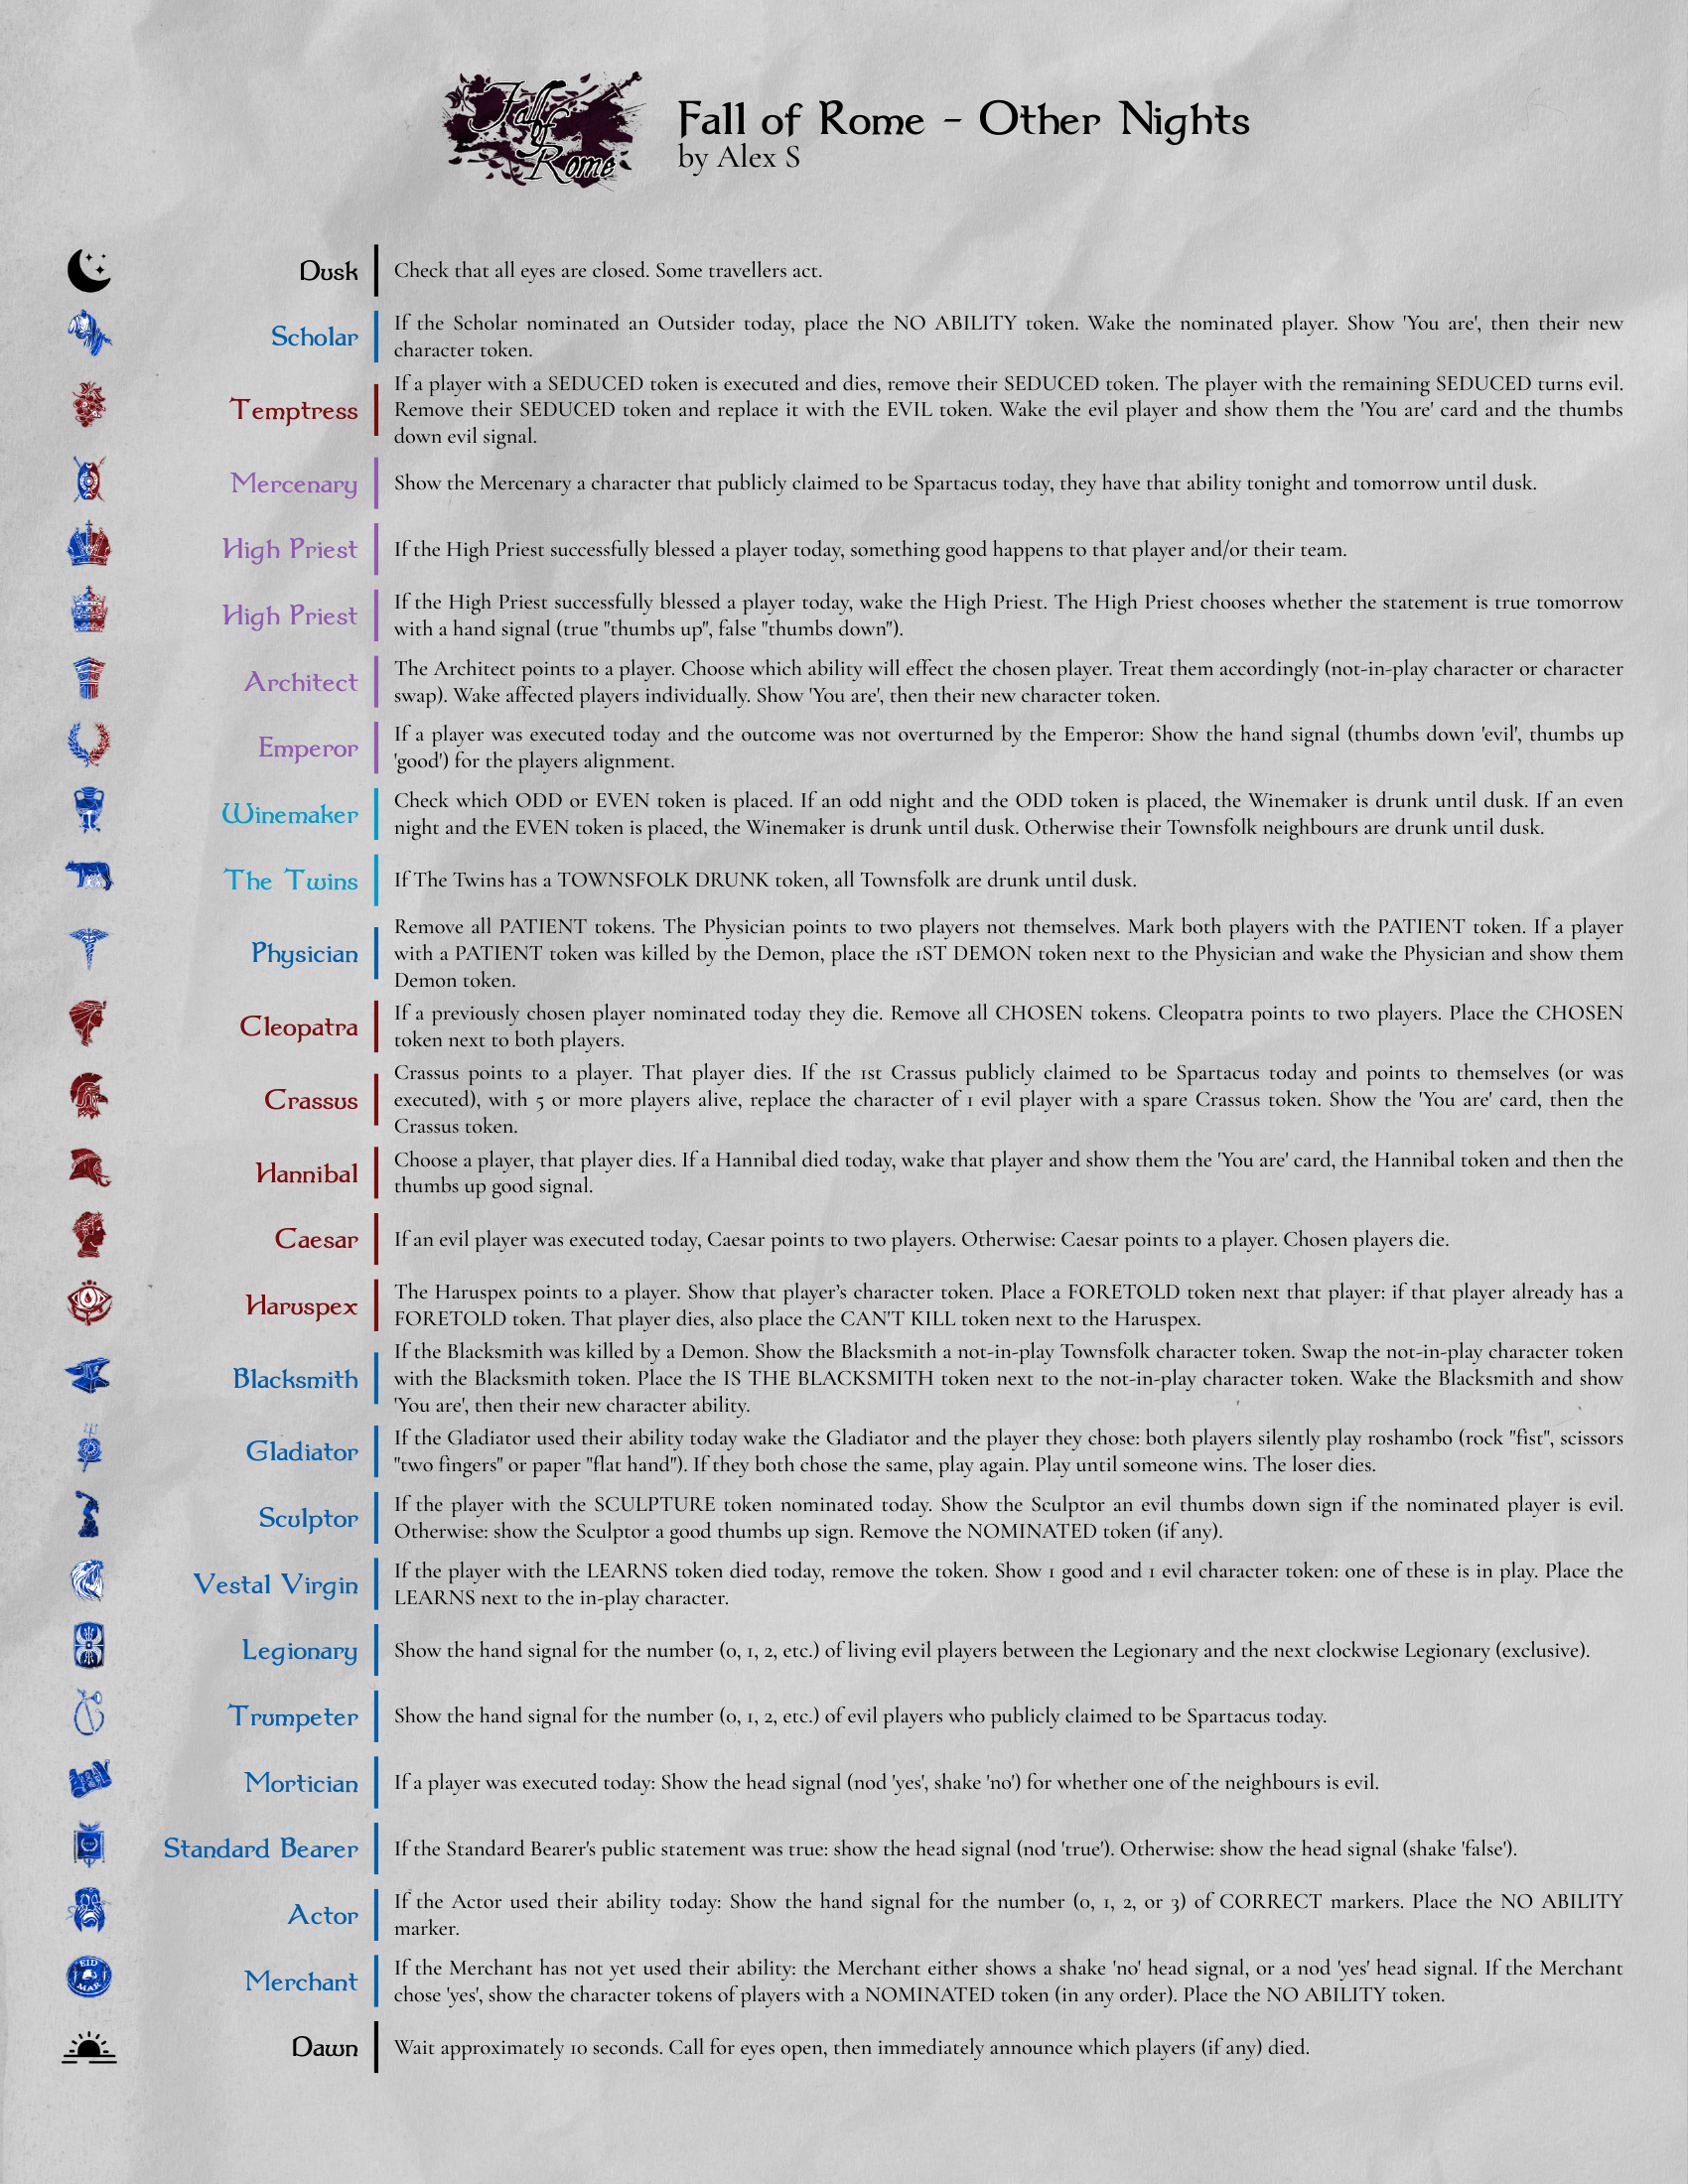 Fall of Rome
Fall of Rome - Other Nights
by Alex S
Dusk
Check that all eyes are closed. Some travellers act.
Scholar
If the Scholar nominated an Outsider today, place the NO ABILITY token. Wake the nominated player. Show 'You are', then their new
character token.
Temptress
If a player with a SEDUCED token is executed and dies, remove their SEDUCED token. The player with the remaining SEDUCED turns evil.
Remove their SEDUCED token and replace it with the EVIL token. Wake the evil player and show them the 'You are' card and the thumbs
down evil signal.
Mercenary
Show the Mercenary a character that publicly claimed to be Spartacus today, they have that ability tonight and tomorrow until dusk.
High Priest
If the High Priest successfully blessed a player today, something good happens to that player and/or their team.
High Priest
If the High Priest successfully blessed a player today, wake the High Priest. The High Priest chooses whether the statement is true tomorrow
with a hand signal (true "thumbs up", false "thumbs down").
Architect
The Architect points to a player. Choose which ability will effect the chosen player. Treat them accordingly (not-in-play character or character
swap). Wake affected players individually. Show 'You are', then their new character token.
Emperor
If a player was executed today and the outcome was not overturned by the Emperor: Show the hand signal (thumbs down 'evil', thumbs up
'good') for the players alignment.
Winemaker
Check which ODD or EVEN token is placed. If an odd night and the ODD token is placed, the Winemaker is drunk until dusk. If an even
night and the EVEN token is placed, the Winemaker is drunk until dusk. Otherwise their Townsfolk neighbours are drunk until dusk.
The Twins
If The Twins has a TOWNSFOLK DRUNK token, all Townsfolk are drunk until dusk.
Physician
Remove all PATIENT tokens. The Physician points to two players not themselves. Mark both players with the PATIENT token. If a player
with a PATIENT token was killed by the Demon, place the 1ST DEMON token next to the Physician and wake the Physician and show them
Demon token.
Cleopatra
If a previously chosen player nominated today they die. Remove all CHOSEN tokens. Cleopatra points to two players. Place the CHOSEN
token next to both players.
Crassus
Crassus points to a player. That player dies. If the 1st Crassus publicly claimed to be Spartacus today and points to themselves (or was
executed), with 5 or more players alive, replace the character of 1 evil player with a spare Crassus token. Show the 'You are' card, then the
Crassus token.
Hannibal
Choose a player, that player dies. If a Hannibal died today, wake that player and show them the 'You are' card, the Hannibal token and then the
thumbs up good signal.
Caesar
If an evil player was executed today, Caesar points to two players. Otherwise: Caesar points to a player. Chosen players die.
Haruspex
The Haruspex points to a player. Show that player's character token. Place a FORETOLD token next that player: if that player already has a
FORETOLD token. That player dies, also place the CAN'T KILL token next to the Haruspex.
Blacksmith
If the Blacksmith was killed by a Demon. Show the Blacksmith a not-in-play Townsfolk character token. Swap the not-in-play character token
with the Blacksmith token. Place the IS THE BLACKSMITH token next to the not-in-play character token. Wake the Blacksmith and show
'You are', then their new character ability.
Gladiator
If the Gladiator used their ability today wake the Gladiator and the player they chose: both players silently play roshambo (rock "fist", scissors
"two fingers" or paper "flat hand"). If they both chose the same, play again. Play until someone wins. The loser dies.
Sculptor
If the player with the SCULPTURE token nominated today. Show the Sculptor an evil thumbs down sign if the nominated player is evil.
Otherwise: show the Sculptor a good thumbs up sign. Remove the NOMINATED token (if any).
Vestal Virgin
If the player with the LEARNS token died today, remove the token. Show 1 good and 1 evil character token: one of these is in play. Place the
LEARNS next to the in-play character.
Legionary
Show the hand signal for the number (0, 1, 2, etc.) of living evil players between the Legionary and the next clockwise Legionary (exclusive).
Trumpeter
Show the hand signal for the number (0, 1, 2, etc.) of evil players who publicly claimed to be Spartacus today.
Mortician
If a player was executed today: Show the head signal (nod 'yes', shake 'no') for whether one of the neighbours is evil.
Standard Bearer
If the Standard Bearer's public statement was true: show the head signal (nod 'true'). Otherwise: show the head signal (shake 'false').
Actor
If the Actor used their ability today: Show the hand signal for the number (0, 1, 2, or 3) of CORRECT markers. Place the NO ABILITY
marker.
EID MAR
Merchant
If the Merchant has not yet used their ability: the Merchant either shows a shake 'no' head signal, or a nod 'yes' head signal. If the Merchant
chose 'yes', show the character tokens of players with a NOMINATED token (in any order). Place the NO ABILITY token.
Dawn
Wait approximately 10 seconds. Call for eyes open, then immediately announce which players (if any) died.